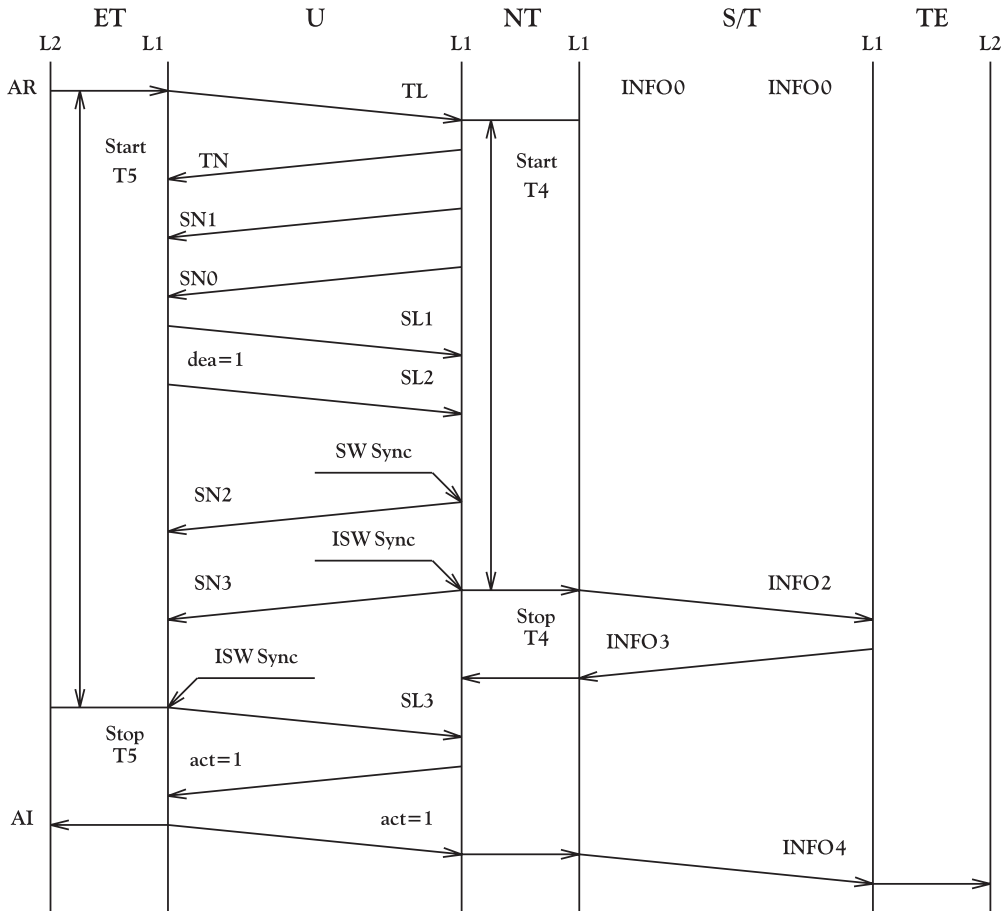 ET U NT S/T TE
L2 L1 L1 L1 L1 L2
AR TL INFO0 INFO0
Start
T5
TN
Start
T4
SN1
SN0
SL1
dea=1
SL2
SW Sync
SN2
ISW Sync
SN3 INFO2
Stop
T4
INFO3
ISW Sync
SL3
Stop
T5
act=1
AI act=1
INFO4